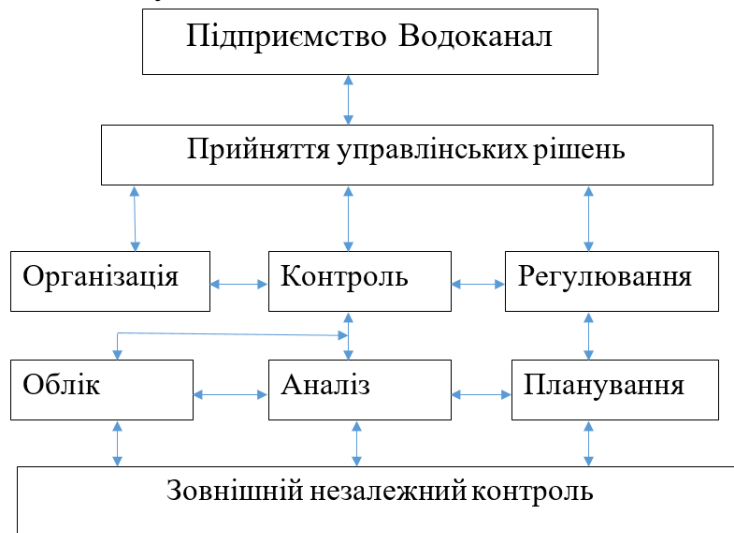 Підприємство Водоканал
Прийняття управлінських рішень
Організація
Контроль
Регулювання
Облік
Аналіз
Планування
Зовнішній незалежний контроль